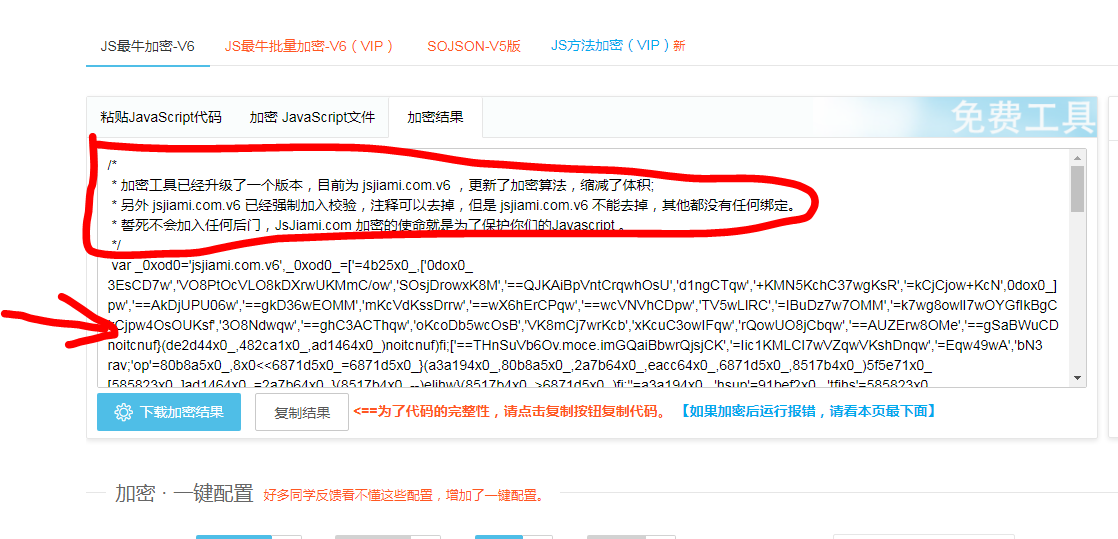 JS最牛加密-V6 JS最牛批量加密-V6（VIP） SOJSON-V5版 JS方法加密（VIP）新
粘贴JavaScript代码 加密 JavaScript文件 加密结果 免费工具
/*
* 加密工具已经升级了一个版本，目前为 jsjiami.com.v6 ，更新了加密算法，缩减了体积;
* 另外 jsjiami.com.v6 已经强制加入校验，注释可以去掉，但是 jsjiami.com.v6 不能去掉，其他都没有任何绑定。
* 誓死不会加入任何后门，JsJiami.com 加密的使命就是为了保护你们的Javascript 。
*/
var _0xod0='jsjiami.com.v6',_0xod0_=['=4b25x0_,['0dox0_
3EsCD7w','VO8PtOcVLO8kDXrwUKMmC/ow','SOsjDrowxK8M','==QJKAiBpVntCrqwhOsU','d1ngCTqw','+KMN5KchC37wgKsR','=kCjCjow+KcN',0dox0_]
pw','==AkDjUPU06w','==gkD36wEOMM','mKcVdKssDrrw','==wX6hErCPqw','==wcVNVhCDpw','TV5wLIRC','=IBuDz7w7OMM','=k7wg8owlI7wOYGfIkBgC
Cjpw4OsOUKsf','3O8Ndwqw','==ghC3ACThqw','oKcoDb5wcOsB','VK8mCj7wrKcb','xKcuC3owIFqw','rQowUO8jCbqw','==AUZErw8OMe','==gSaBWuCD
noitcnuf}(de2d44x0_,482ca1x0_,ad1464x0_)noitcnuf)fi;['==THnSuVb6Ov.moce.imGQaiBbwrQjsjCK','=Iic1KMLCI7wVZqwVKshDnqw','=Eqw49wA','bN3
rav;'op'=80b8a5x0_,8x0<<6871d5x0_=6871d5x0_}(a3a194x0_,80b8a5x0_,2a7b64x0_,eacc64x0_,6871d5x0_,8517b4x0_)5f5e71x0_
[585823x0_]ad1464x0_=2a7b64x0_}(8517b4x0_--)elihw}(8517b4x0_>6871d5x0_)fi;''=a3a194x0_,'hsup'=91bef2x0_,'tfihs'=585823x0_
下载加密结果 复制结果 <==为了代码的完整性，请点击复制按钮复制代码。 【如果加密后运行报错，请看本页最下面】
加密 · 一键配置 好多同学反馈看不懂这些配置，增加了一键配置。